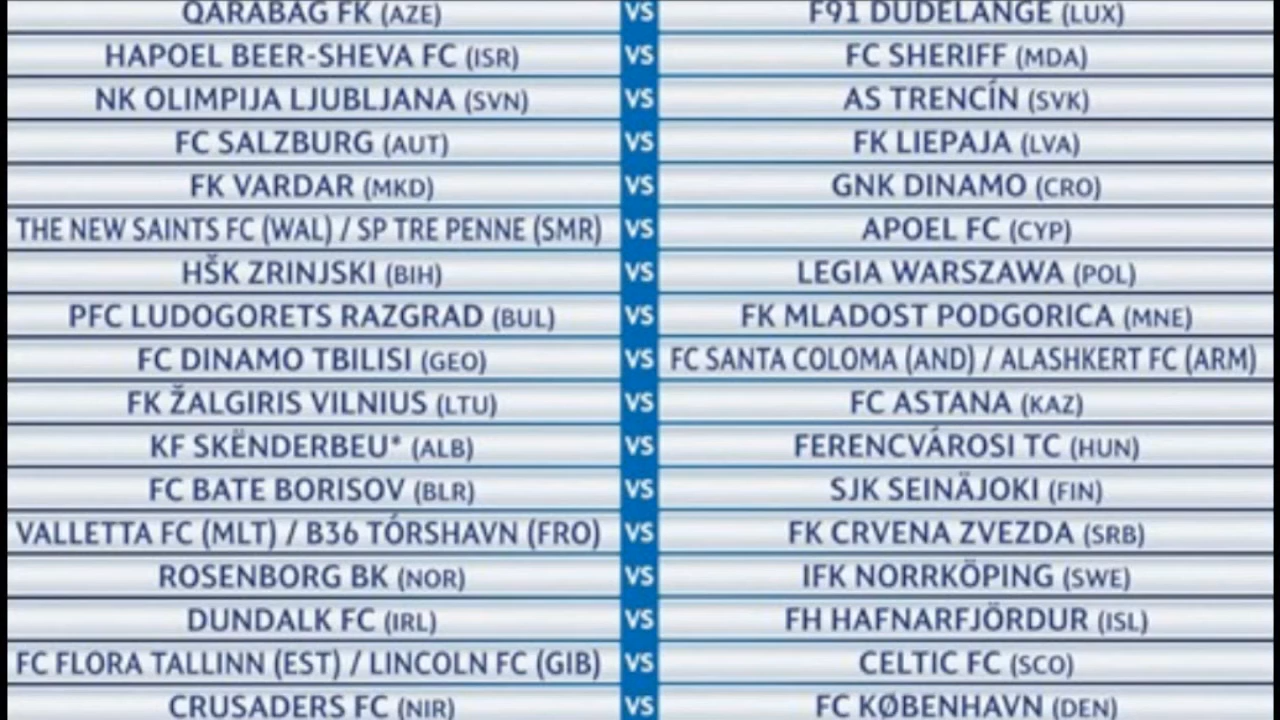 QARABAĞ FK (AZE) VS F91 DUDELANGE (LUX)
HAPOEL BEER-SHEVA FC (ISR) VS FC SHERIFF (MDA)
NK OLIMPIJA LJUBLJANA (SVN) VS AS TRENCÍN (SVK)
FC SALZBURG (AUT) VS FK LIEPAJA (LVA)
FK VARDAR (MKD) VS GNK DINAMO (CRO)
THE NEW SAINTS FC (WAL) / SP TRE PENNE (SMR) VS APOEL FC (CYP)
HŠK ZRINJSKI (BIH) VS LEGIA WARSZAWA (POL)
PFC LUDOGORETS RAZGRAD (BUL) VS FK MLADOST PODGORICA (MNE)
FC DINAMO TBILISI (GEO) VS FC SANTA COLOMA (AND) / ALASHKERT FC (ARM)
FK ŽALGIRIS VILNIUS (LTU) VS FC ASTANA (KAZ)
KF SKËNDERBEU* (ALB) VS FERENCVÁROSI TC (HUN)
FC BATE BORISOV (BLR) VS SJK SEINÄJOKI (FIN)
VALLETTA FC (MLT) / B36 TÓRSHAVN (FRO) VS FK CRVENA ZVEZDA (SRB)
ROSENBORG BK (NOR) VS IFK NORRKÖPING (SWE)
DUNDALK FC (IRL) VS FH HAFNARFJÖRDUR (ISL)
FC FLORA TALLINN (EST) / LINCOLN FC (GIB) VS CELTIC FC (SCO)
CRUSADERS FC (NIR) VS FC KØBENHAVN (DEN)